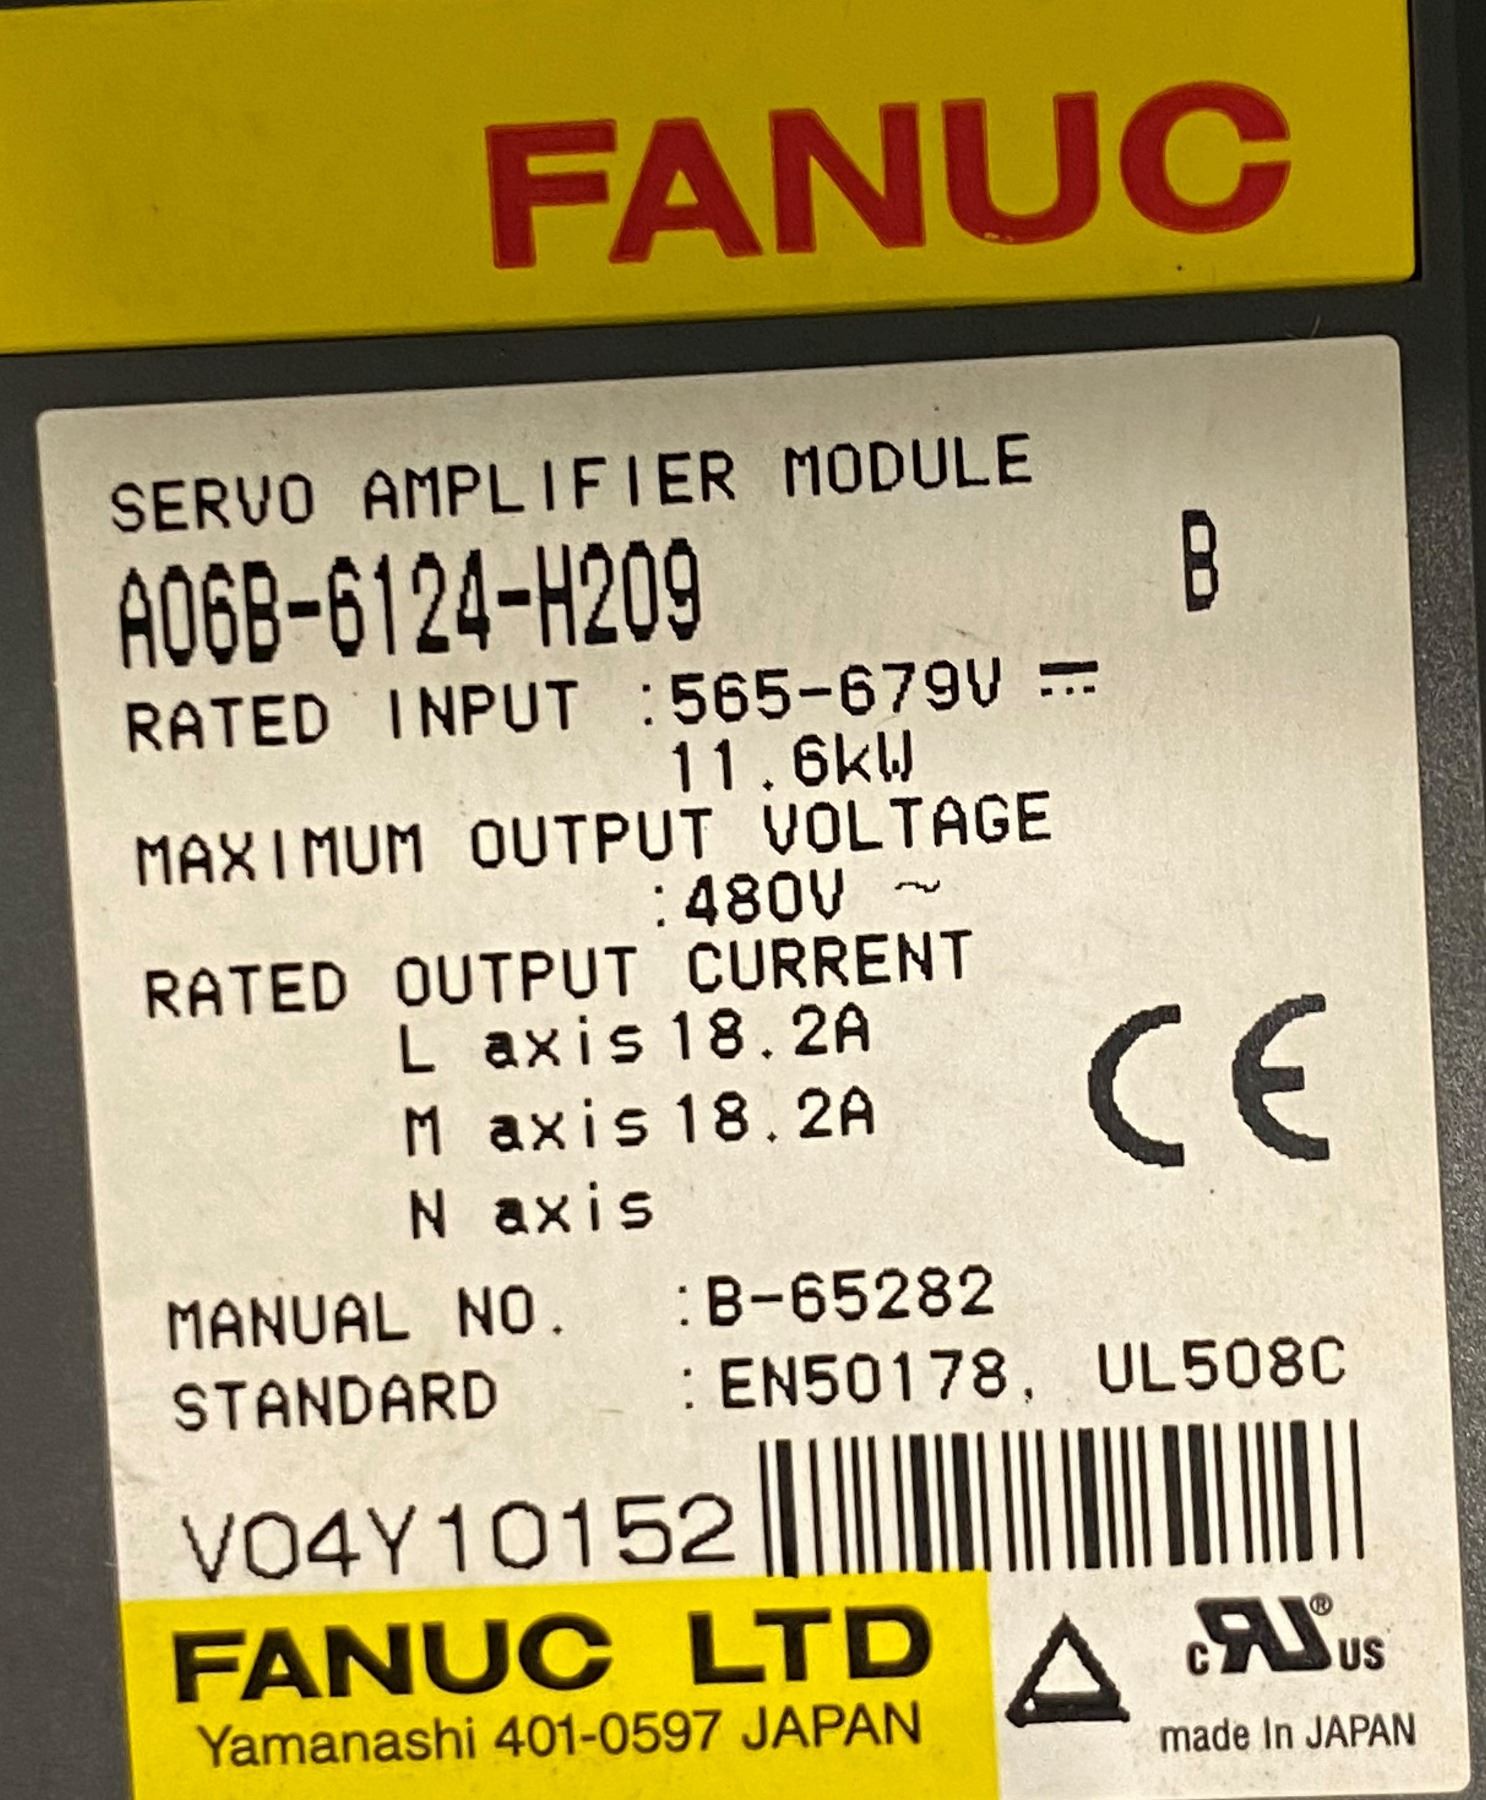 FANUC
SERVO AMPLIFIER MODULE
A06B-6124-H209 B
RATED INPUT :565-679V ⎓
11.6kW
MAXIMUM OUTPUT VOLTAGE
:480V ~
RATED OUTPUT CURRENT
L axis 18.2A
M axis 18.2A
N axis
CE
MANUAL NO. :B-65282
STANDARD :EN50178, UL508C
V04Y10152
FANUC LTD
Yamanashi 401-0597 JAPAN
c RU ® US
made In JAPAN